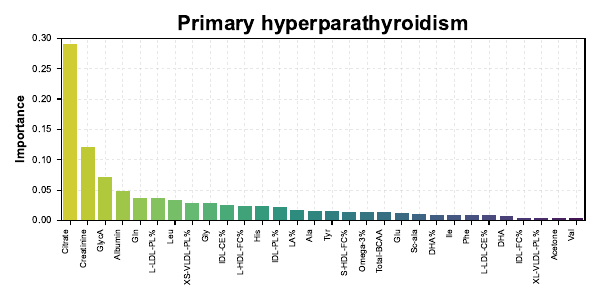 Primary hyperparathyroidism
Importance
0.30
0.25
0.20
0.15
0.10
0.05
0.00
Citrate
Creatinine
GlycA
Albumin
Gln
L-LDL-PL%
Leu
XS-VLDL-PL%
Gly
IDL-CE%
L-HDL-FC%
His
IDL-PL%
LA%
Ala
Tyr
S-HDL-FC%
Omega-3%
Total-BCAA
Glu
Sc-ala
DHA%
Ile
Phe
L-LDL-CE%
DHA
IDL-FC%
XL-VLDL-PL%
Acetone
Val